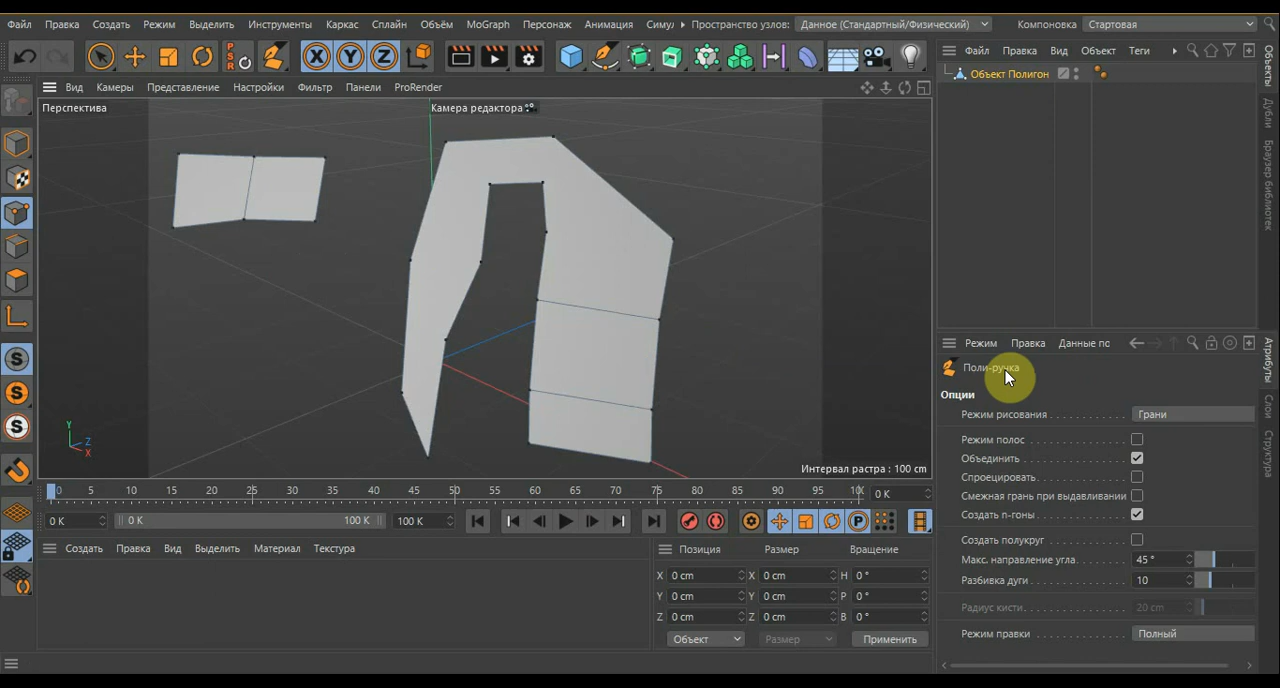 Файл Правка Создать Режим Выделить Инструменты Каркас Сплайн Объём MoGraph Персонаж Анимация Симу Пространство узлов: Данное (Стандартный/Физический) Компоновка Стартовая
P S R X Y Z
Файл Правка Вид Объект Теги
Объект Полигон
Вид Камеры Представление Настройки Фильтр Панели ProRender
Перспектива Камера редактора
Y Z X
Интервал растра : 100 cm
S
S
S
0 5 10 15 20 25 30 35 40 45 50 55 60 65 70 75 80 85 90 95 0 K
0 K 0 K 100 K 100 K P
Создать Правка Вид Выделить Материал Текстура
Позиция Размер Вращение
X 0 cm X 0 cm H 0 °
Y 0 cm Y 0 cm P 0 °
Z 0 cm Z 0 cm B 0 °
Объект Размер Применить
Режим Правка Данные пс
Поли-ручка
Опции
Режим рисования Грани
Режим полос
Объединить
Спроецировать
Смежная грань при выдавливании
Создать n-гоны
Создать полукруг
Макс. направление угла 45 °
Разбивка дуги 10
Радиус кисти 20 cm
Режим правки Полный
Объекты
Дубли
Браузер библиотек
Атрибуты
Слои
Структура